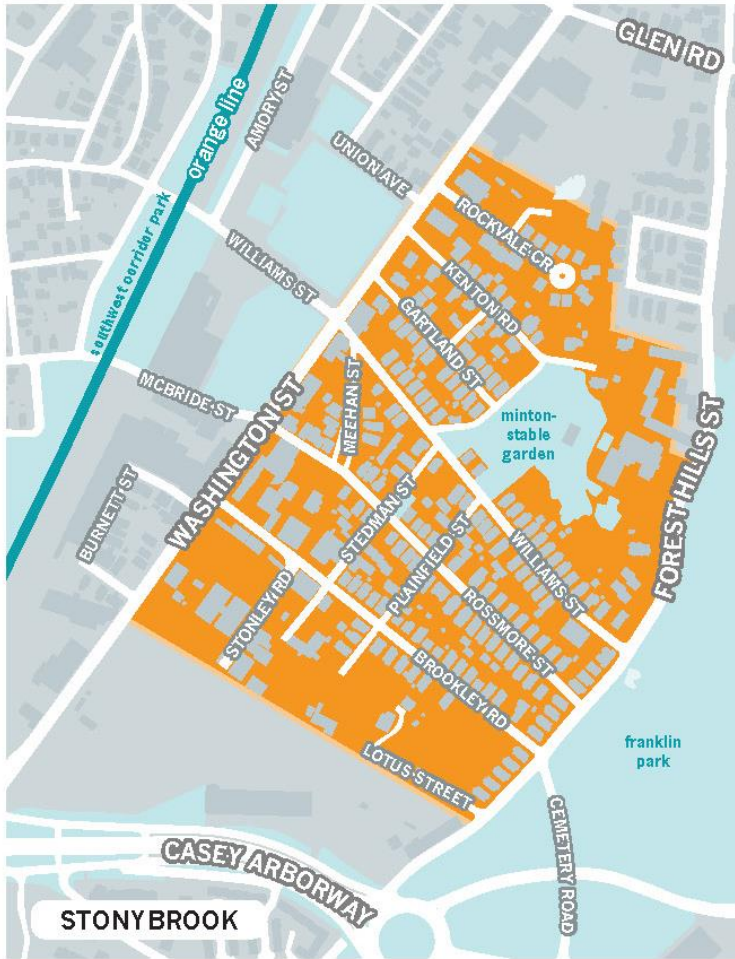 GLEN RD
orange line
AMORY ST
UNION AVE
southwest corridor park
ROCKVALE CR
WILLIAMS ST
KENTON RD
GARTLAND ST
MCBRIDE ST
MEEHAN ST
WASHINGTON ST
minton-
stable
garden
FOREST HILLS ST
BURNETT ST
STEDMAN ST
PLAINFIELD ST
WILLIAMS ST
STONLEY RD
ROSSMORE ST
BROOKLEY RD
franklin
park
LOTUS STREET
CEMETERY ROAD
CASEY ARBORWAY
STONYBROOK